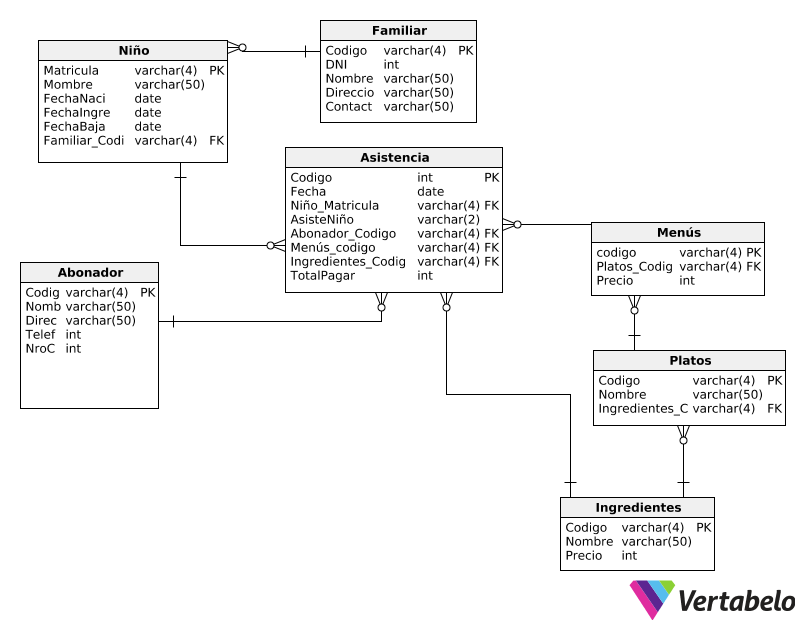 Familiar
Codigo varchar(4) PK
DNI int
Nombre varchar(50)
Direccio varchar(50)
Contact varchar(50)
Niño
Matricula varchar(4) PK
Mombre varchar(50)
FechaNaci date
FechaIngre date
FechaBaja date
Familiar_Codi varchar(4) FK
Asistencia
Codigo int PK
Fecha date
Niño_Matricula varchar(4) FK
AsisteNiño varchar(2)
Abonador_Codigo varchar(4) FK
Menús_codigo varchar(4) FK
Ingredientes_Codig varchar(4) FK
TotalPagar int
Menús
codigo varchar(4) PK
Platos_Codig varchar(4) FK
Precio int
Abonador
Codig varchar(4) PK
Nomb varchar(50)
Direc varchar(50)
Telef int
NroC int
Platos
Codigo varchar(4) PK
Nombre varchar(50)
Ingredientes_C varchar(4) FK
Ingredientes
Codigo varchar(4) PK
Nombre varchar(50)
Precio int
Vertabelo